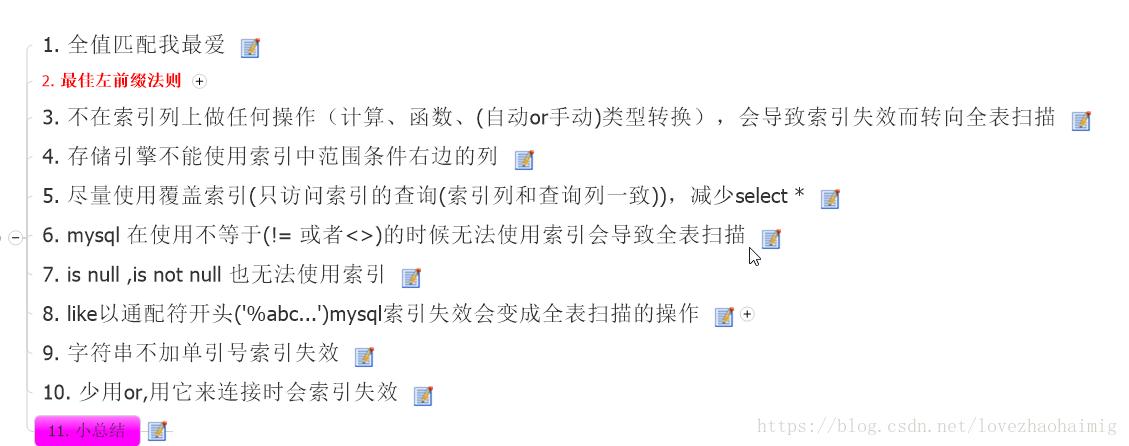 1. 全值匹配我最爱
2. 最佳左前缀法则
3. 不在索引列上做任何操作（计算、函数、(自动or手动)类型转换），会导致索引失效而转向全表扫描
4. 存储引擎不能使用索引中范围条件右边的列
5. 尽量使用覆盖索引(只访问索引的查询(索引列和查询列一致))，减少select *
6. mysql 在使用不等于(!= 或者<>)的时候无法使用索引会导致全表扫描
7. is null ,is not null 也无法使用索引
8. like以通配符开头('%abc...')mysql索引失效会变成全表扫描的操作
9. 字符串不加单引号索引失效
10. 少用or,用它来连接时会索引失效
11. 小总结
https://blog.csdn.net/lovezhaohaimig